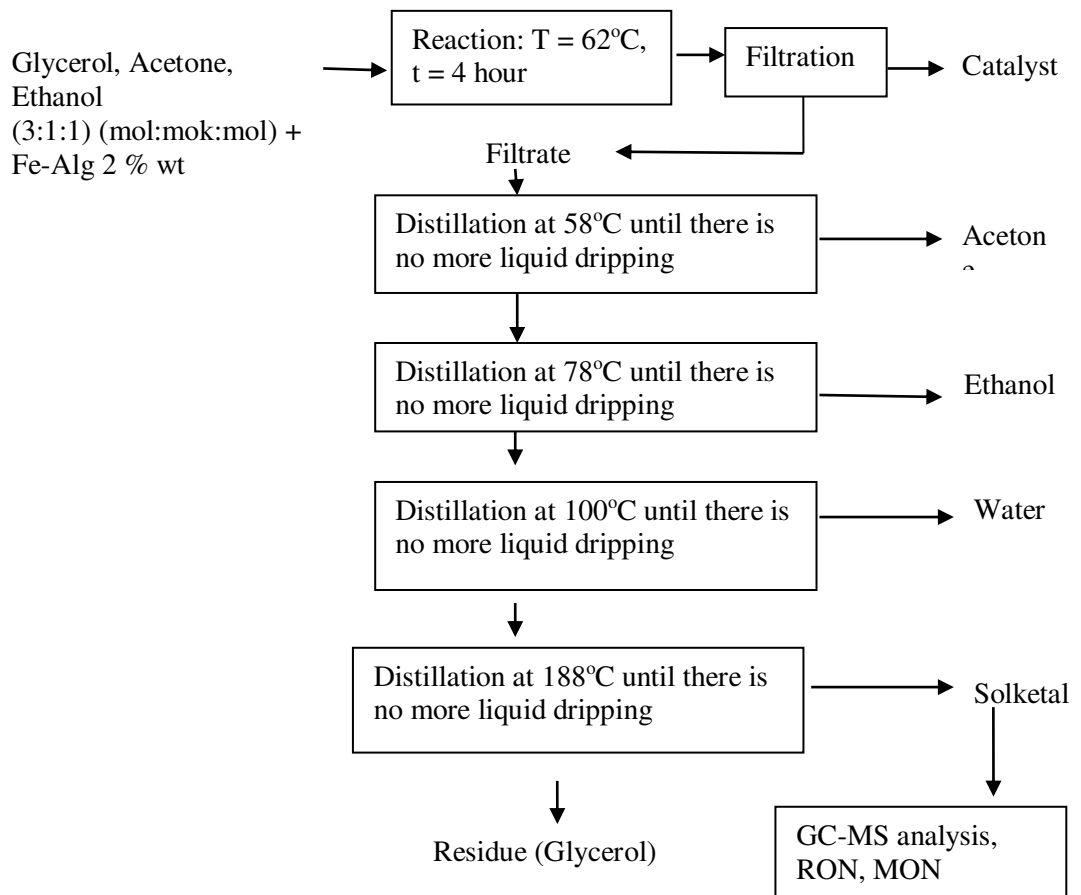 Glycerol, Acetone,
Ethanol
(3:1:1) (mol:mok:mol) +
Fe-Alg 2 % wt
Reaction: T = 62°C,
t = 4 hour
Filtration
Catalyst
Filtrate
Distillation at 58°C until there is
no more liquid dripping
Aceton
Distillation at 78°C until there is
no more liquid dripping
Ethanol
Distillation at 100°C until there is
no more liquid dripping
Water
Distillation at 188°C until there is
no more liquid dripping
Solketal
Residue (Glycerol)
GC-MS analysis,
RON, MON